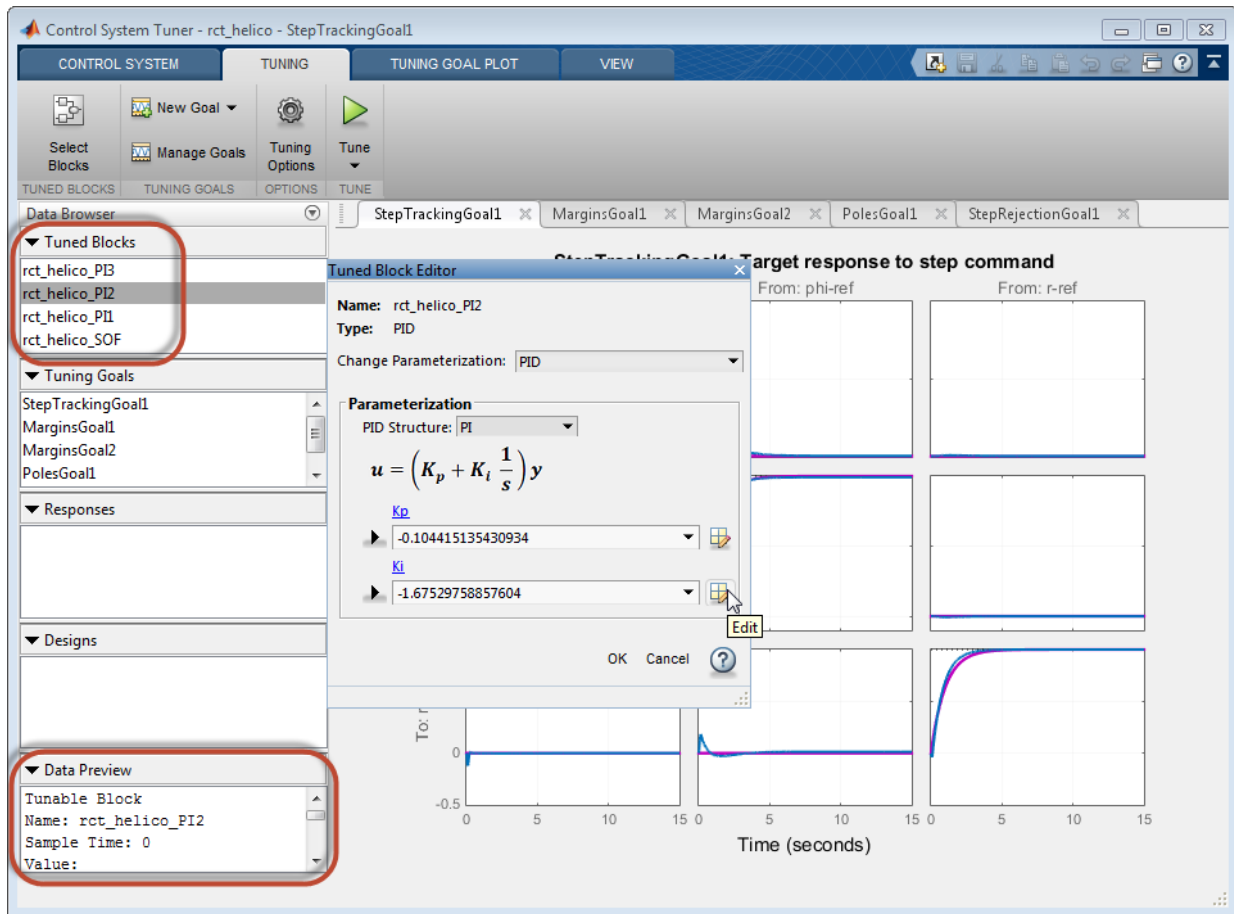 Control System Tuner - rct_helico - StepTrackingGoal1
CONTROL SYSTEM TUNING TUNING GOAL PLOT VIEW
New Goal
Manage Goals
Select
Blocks
Tuning
Options
Tune
TUNED BLOCKS TUNING GOALS OPTIONS TUNE
Data Browser
Tuned Blocks
rct_helico_PI3
rct_helico_PI2
rct_helico_PI1
rct_helico_SOF
Tuning Goals
StepTrackingGoal1
MarginsGoal1
MarginsGoal2
PolesGoal1
Responses
Designs
Data Preview
Tunable Block
Name: rct_helico_PI2
Sample Time: 0
Value:
StepTrackingGoal1 MarginsGoal1 MarginsGoal2 PolesGoal1 StepRejectionGoal1
StepTrackingGoal1: Target response to step command
From: phi-ref From: r-ref
Tuned Block Editor
Name: rct_helico_PI2
Type: PID
Change Parameterization: PID
Parameterization
PID Structure: PI
u = (Kp + Ki 1/s) y
Kp
-0.104415135430934
Ki
-1.67529758857604
Edit
OK Cancel
To: r
0
-0.5
0 5 10 15 0 5 10 15 0 5 10 15
Time (seconds)